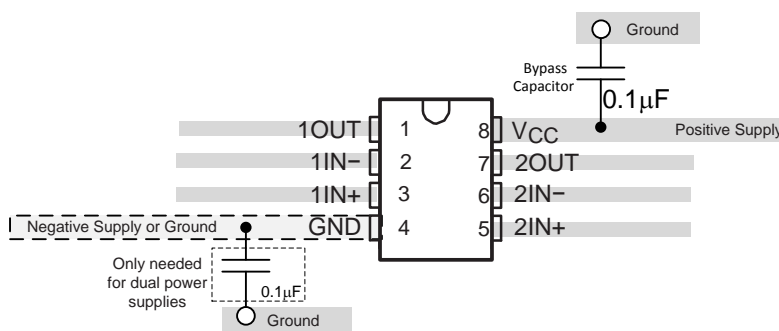 Ground
Bypass
Capacitor
0.1μF
1OUT 1 8 VCC Positive Supply
1IN− 2 7 2OUT
1IN+ 3 6 2IN−
Negative Supply or Ground GND 4 5 2IN+
Only needed
for dual power
supplies
0.1μF
Ground